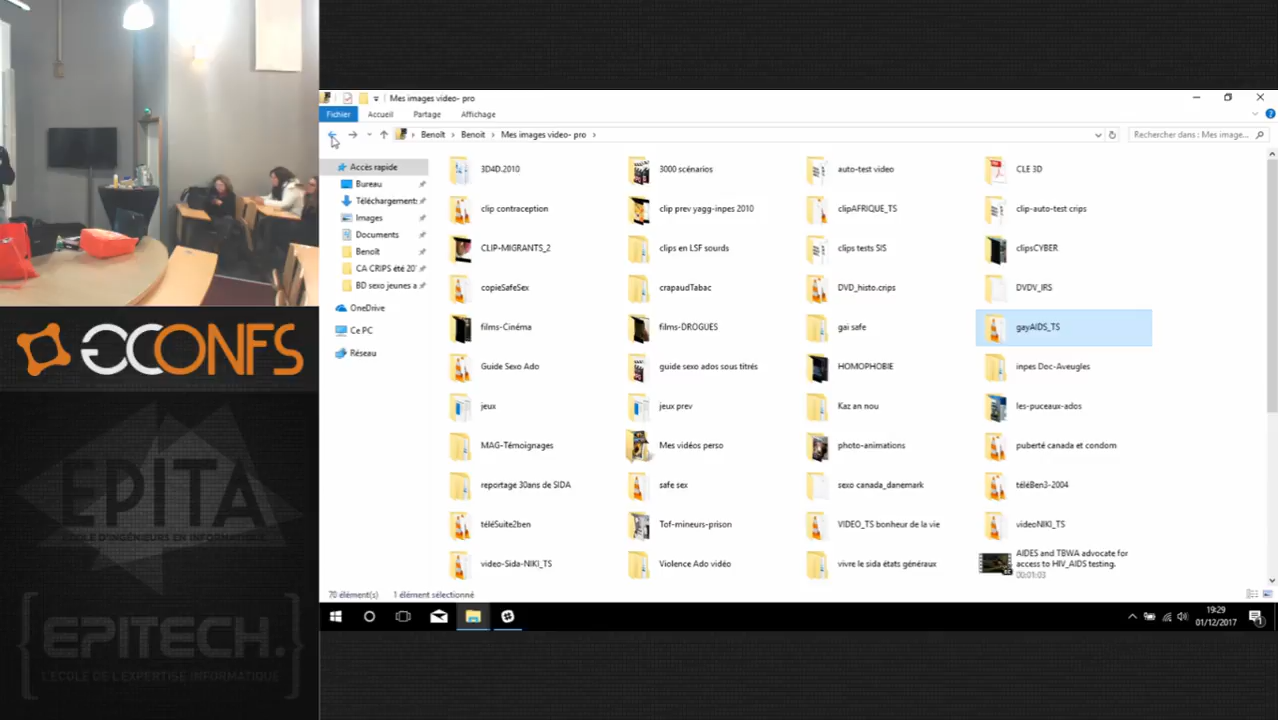 Mes images video- pro
Fichier Accueil Partage Affichage
Benoît > Benoit > Mes images video- pro >
Rechercher dans : Mes image...
Accès rapide
Bureau
Téléchargement:
Images
Documents
Benoît
CA CRIPS été 20
BD sexo jeunes a
OneDrive
Ce PC
Réseau
3D4D.2010
3000 scénarios
auto-test video
CLE 3D
clip contraception
clip prev yagg-inpes 2010
clipAFRIQUE_TS
clip-auto-test crips
CLIP-MIGRANTS_2
clips en LSF sourds
clips tests SIS
clipsCYBER
copieSafeSex
crapaudTabac
DVD_histo.crips
DVDV_IRS
films-Cinéma
films-DROGUES
gai safe
gayAIDS_TS
Guide Sexo Ado
guide sexo ados sous titrés
HOMOPHOBIE
inpes Doc-Aveugles
jeux
jeux prev
Kaz an nou
les-puceaux-ados
MAG-Témoignages
Mes vidéos perso
photo-animations
puberté canada et condom
reportage 30ans de SIDA
safe sex
sexo canada_danemark
téléBen3-2004
téléSuite2ben
Tof-mineurs-prison
VIDEO_TS bonheur de la vie
videoNIKI_TS
video-Sida-NIKI_TS
Violence Ado vidéo
vivre le sida états généraux
AIDES and TBWA advocate for
access to HIV_AIDS testing.
00:01:03
70 élément(s) 1 élément sélectionné
19:29
01/12/2017
GCONFS
EPITA
ÉCOLE D'INGÉNIEURS EN INFORMATIQUE
{EPITECH.}
L'ÉCOLE DE L'EXPERTISE INFORMATIQUE